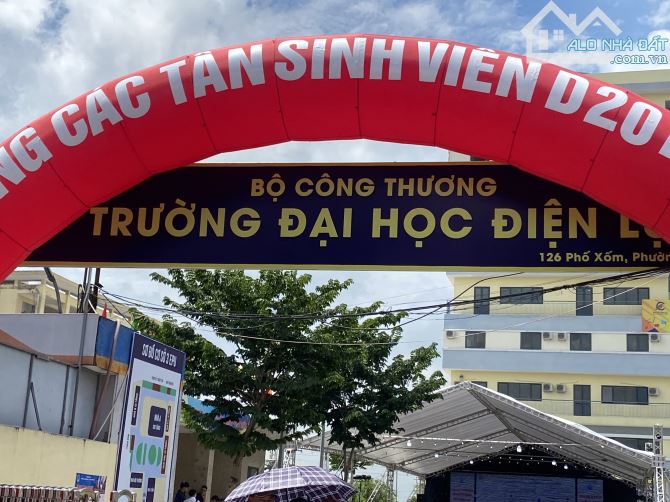 ALO NHÀ ĐẤT
.com.vn
NG CÁC TÂN SINH VIÊN D20
BỘ CÔNG THƯƠNG
TRƯỜNG ĐẠI HỌC ĐIỆN L
126 Phố Xốm, Phườn
SƠ ĐỒ CƠ SỞ 2 EPU